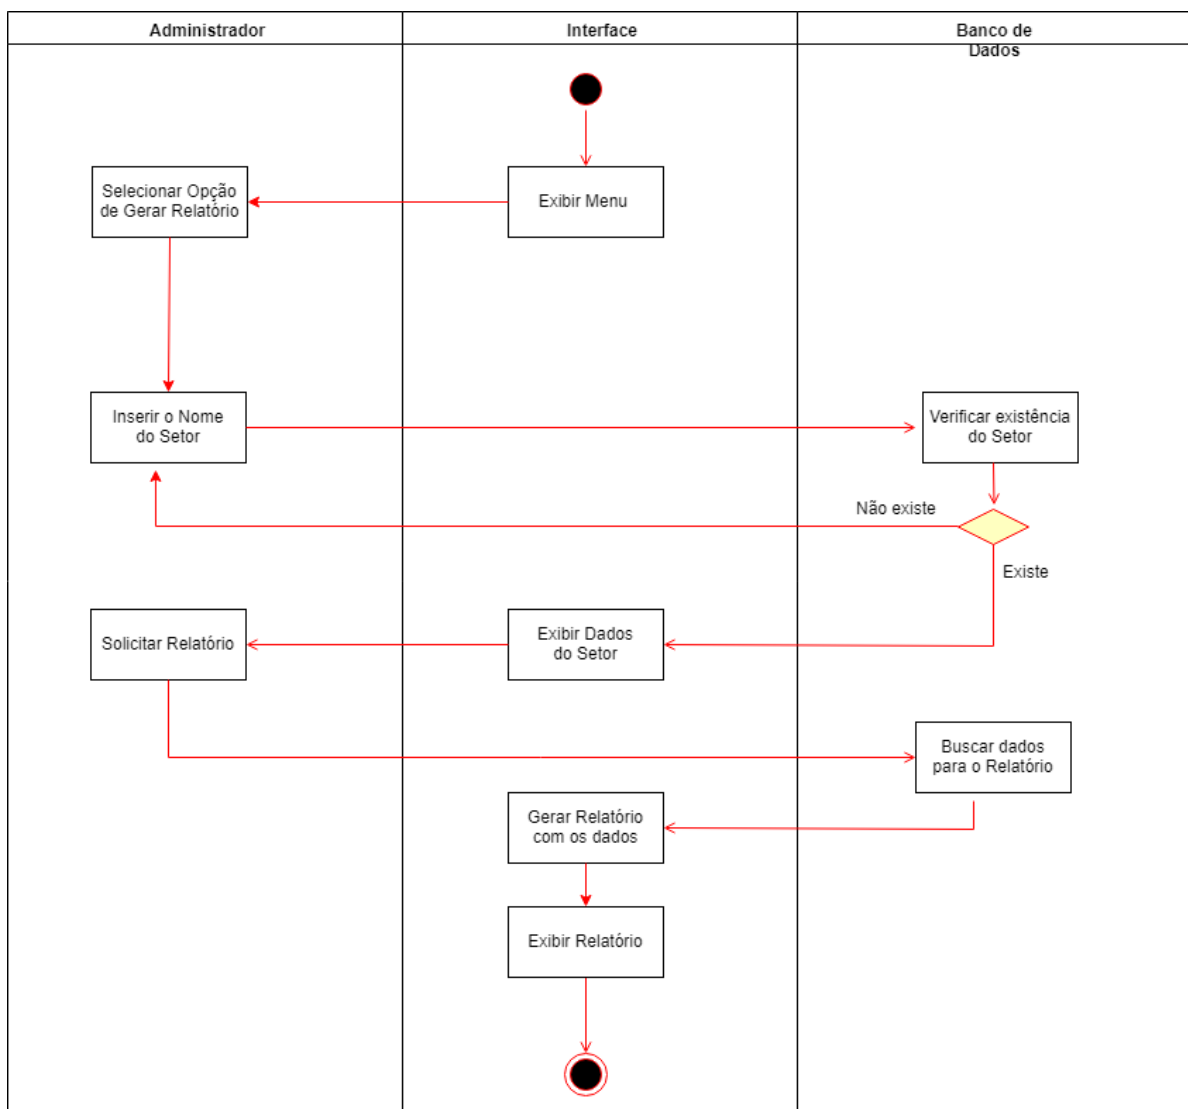 Administrador
Interface
Banco de
Dados
Selecionar Opção
de Gerar Relatório
Exibir Menu
Inserir o Nome
do Setor
Verificar existência
do Setor
Não existe
Existe
Solicitar Relatório
Exibir Dados
do Setor
Buscar dados
para o Relatório
Gerar Relatório
com os dados
Exibir Relatório